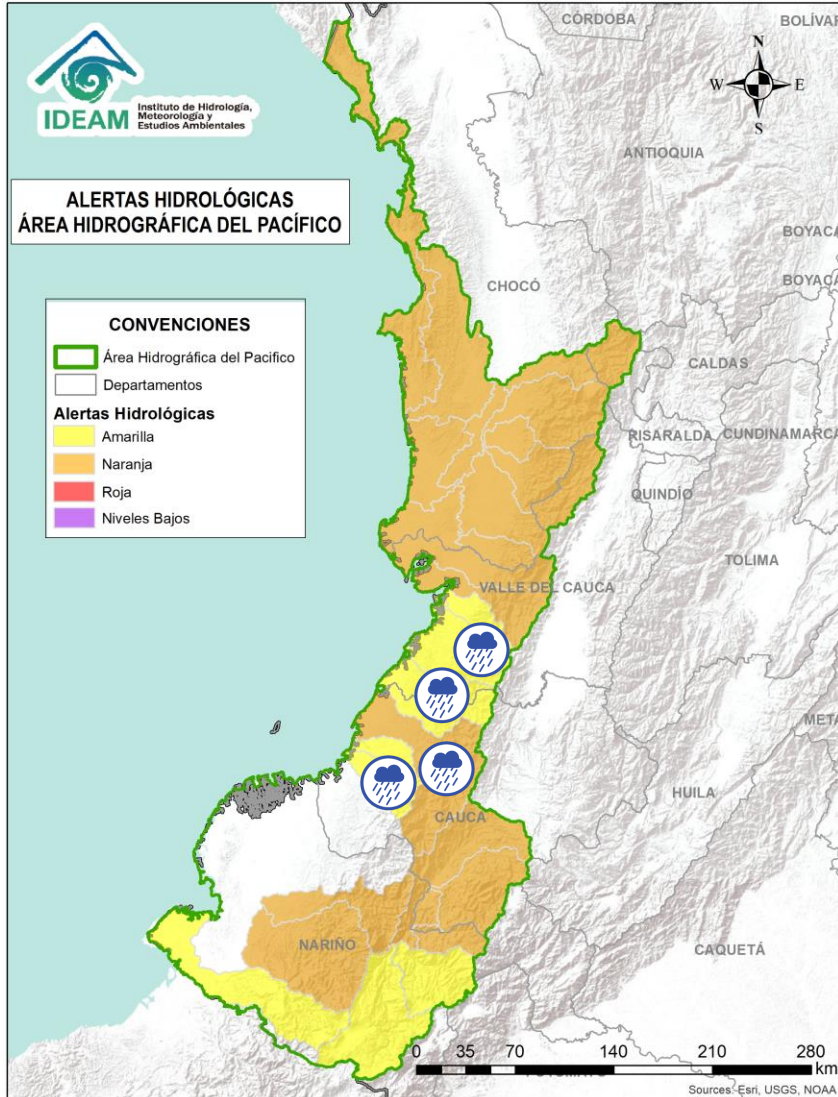 CÓRDOBA
BOLÍVAR
IDEAM
Instituto de Hidrología,
Meteorología y
Estudios Ambientales
N
W
E
S
ANTIOQUIA
ALERTAS HIDROLÓGICAS
ÁREA HIDROGRÁFICA DEL PACÍFICO
BOYACÁ
BOYACÁ
CHOCÓ
CONVENCIONES
Área Hidrográfica del Pacifico
Departamentos
Alertas Hidrológicas
Amarilla
Naranja
Roja
Niveles Bajos
CALDAS
RISARALDA
CUNDINAMARCA
QUINDÍO
TOLIMA
VALLE DEL CAUCA
META
HUILA
CAUCA
NARIÑO
CAQUETÁ
0 35 70 140 210 280
km
Sources: Esri, USGS, NOAA